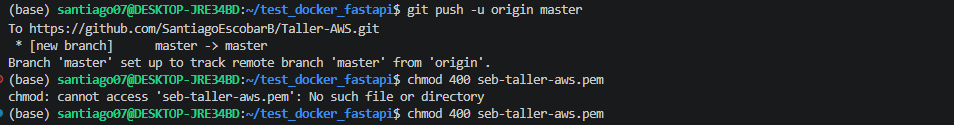 (base) santiago07@DESKTOP-JRE34BD:~/test_docker_fastapi$ git push -u origin master
To https://github.com/SantiagoEscobarB/Taller-AWS.git
 * [new branch]      master -> master
Branch 'master' set up to track remote branch 'master' from 'origin'.
(base) santiago07@DESKTOP-JRE34BD:~/test_docker_fastapi$ chmod 400 seb-taller-aws.pem
chmod: cannot access 'seb-taller-aws.pem': No such file or directory
(base) santiago07@DESKTOP-JRE34BD:~/test_docker_fastapi$ chmod 400 seb-taller-aws.pem